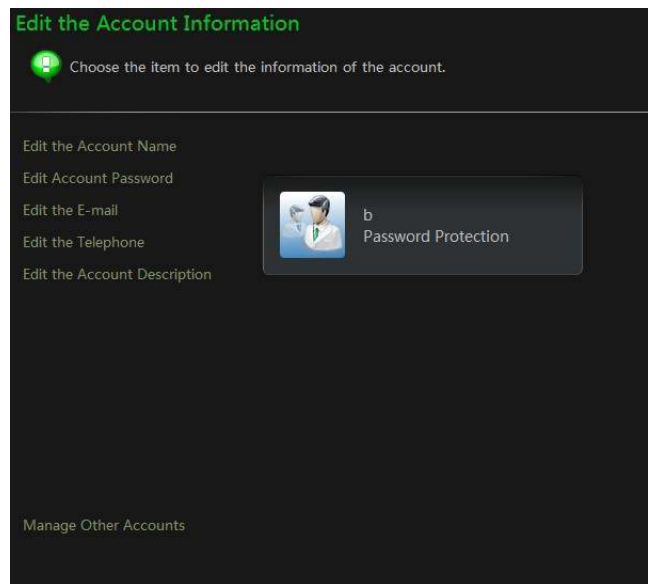 Edit the Account Information
Choose the item to edit the information of the account.
Edit the Account Name
Edit Account Password
Edit the E-mail
Edit the Telephone
Edit the Account Description
b
Password Protection
Manage Other Accounts